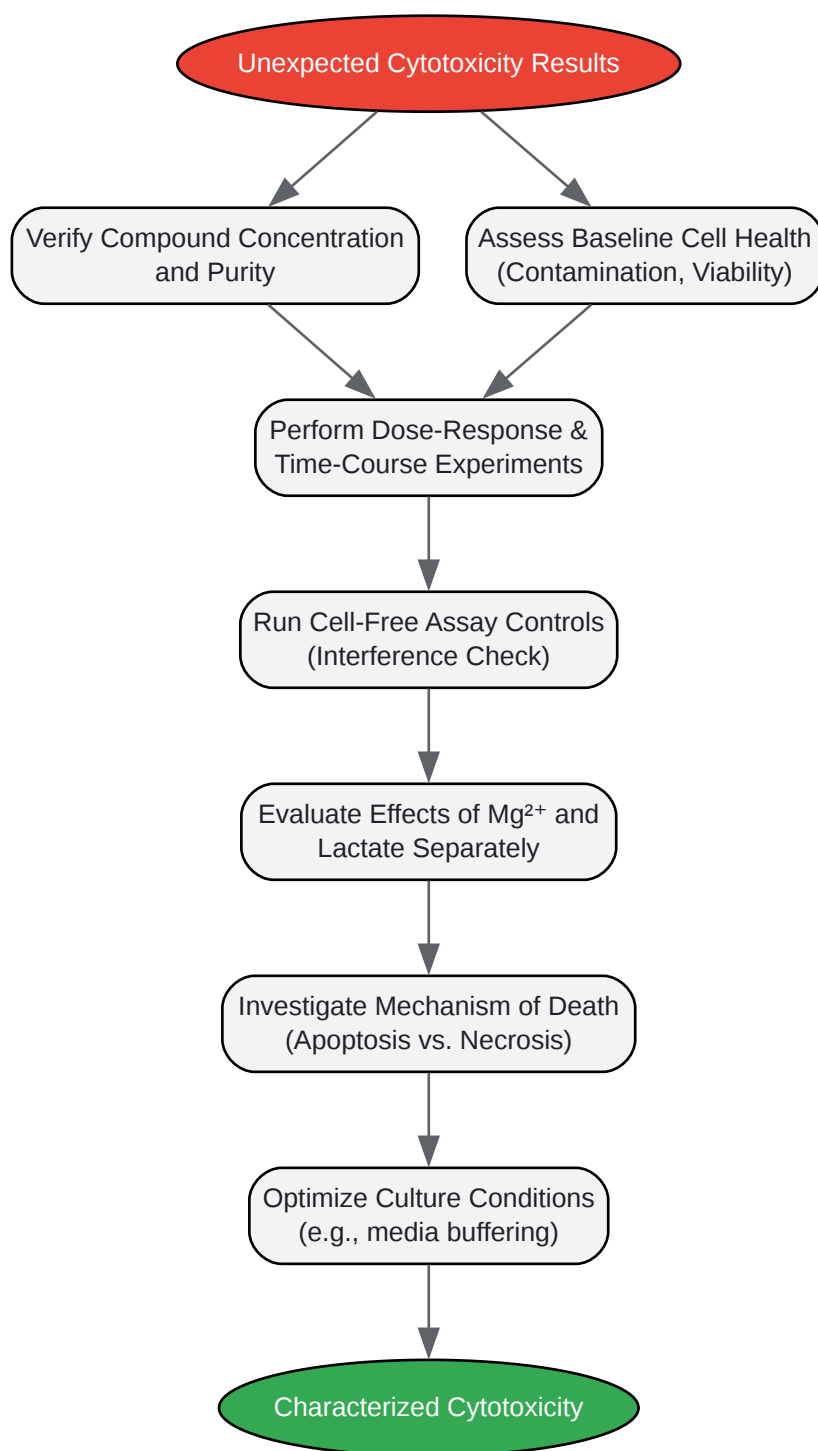 Unexpected Cytotoxicity Results
Verify Compound Concentration
and Purity
Assess Baseline Cell Health
(Contamination, Viability)
Perform Dose-Response &
Time-Course Experiments
Run Cell-Free Assay Controls
(Interference Check)
Evaluate Effects of Mg²⁺ and
Lactate Separately
Investigate Mechanism of Death
(Apoptosis vs. Necrosis)
Optimize Culture Conditions
(e.g., media buffering)
Characterized Cytotoxicity